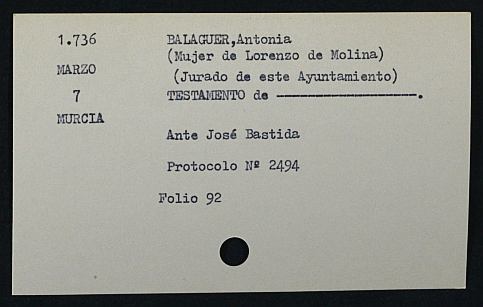 1.736
MARZO
7
MURCIA
BALAGUER,Antonia
(Mujer de Lorenzo de Molina)
(Jurado de este Ayuntamiento)
TESTAMENTO de ------------------.
Ante José Bastida
Protocolo Nº 2494
Folio 92